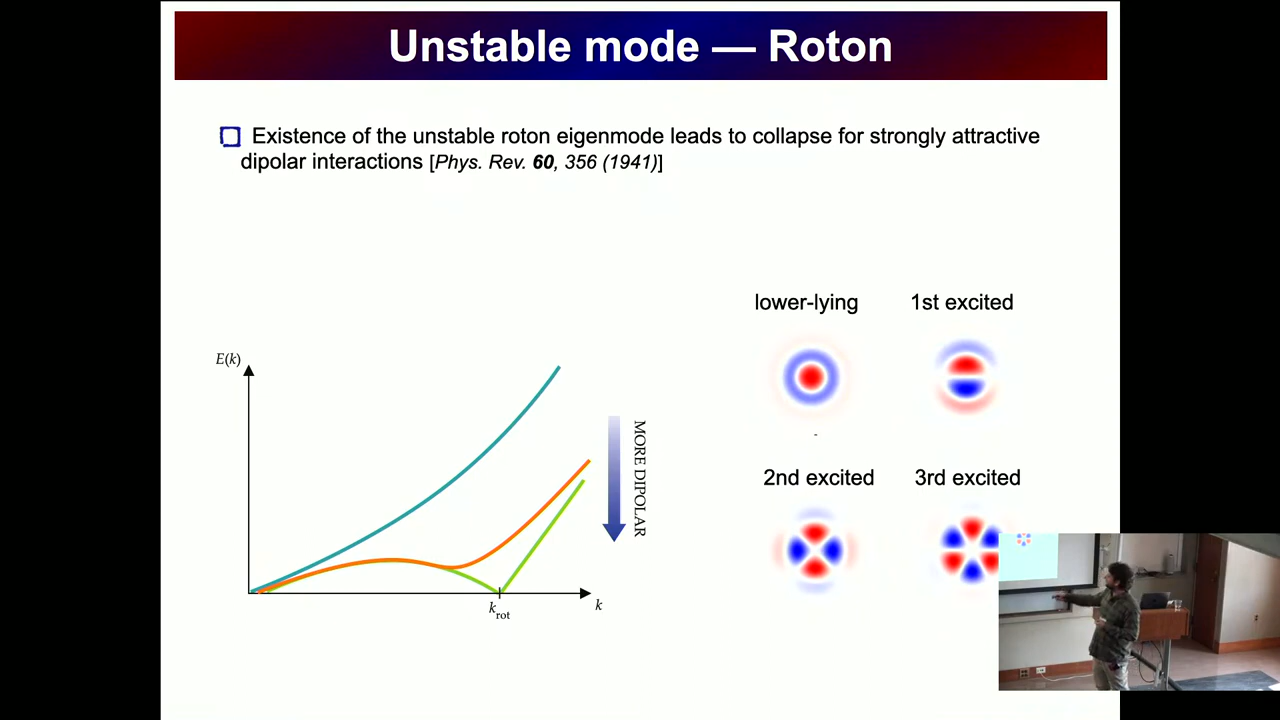 Unstable mode — Roton
Existence of the unstable roton eigenmode leads to collapse for strongly attractive
dipolar interactions [Phys. Rev. 60, 356 (1941)]
lower-lying 1st excited
E(k)
MORE DIPOLAR
2nd excited 3rd excited
k_rot
k